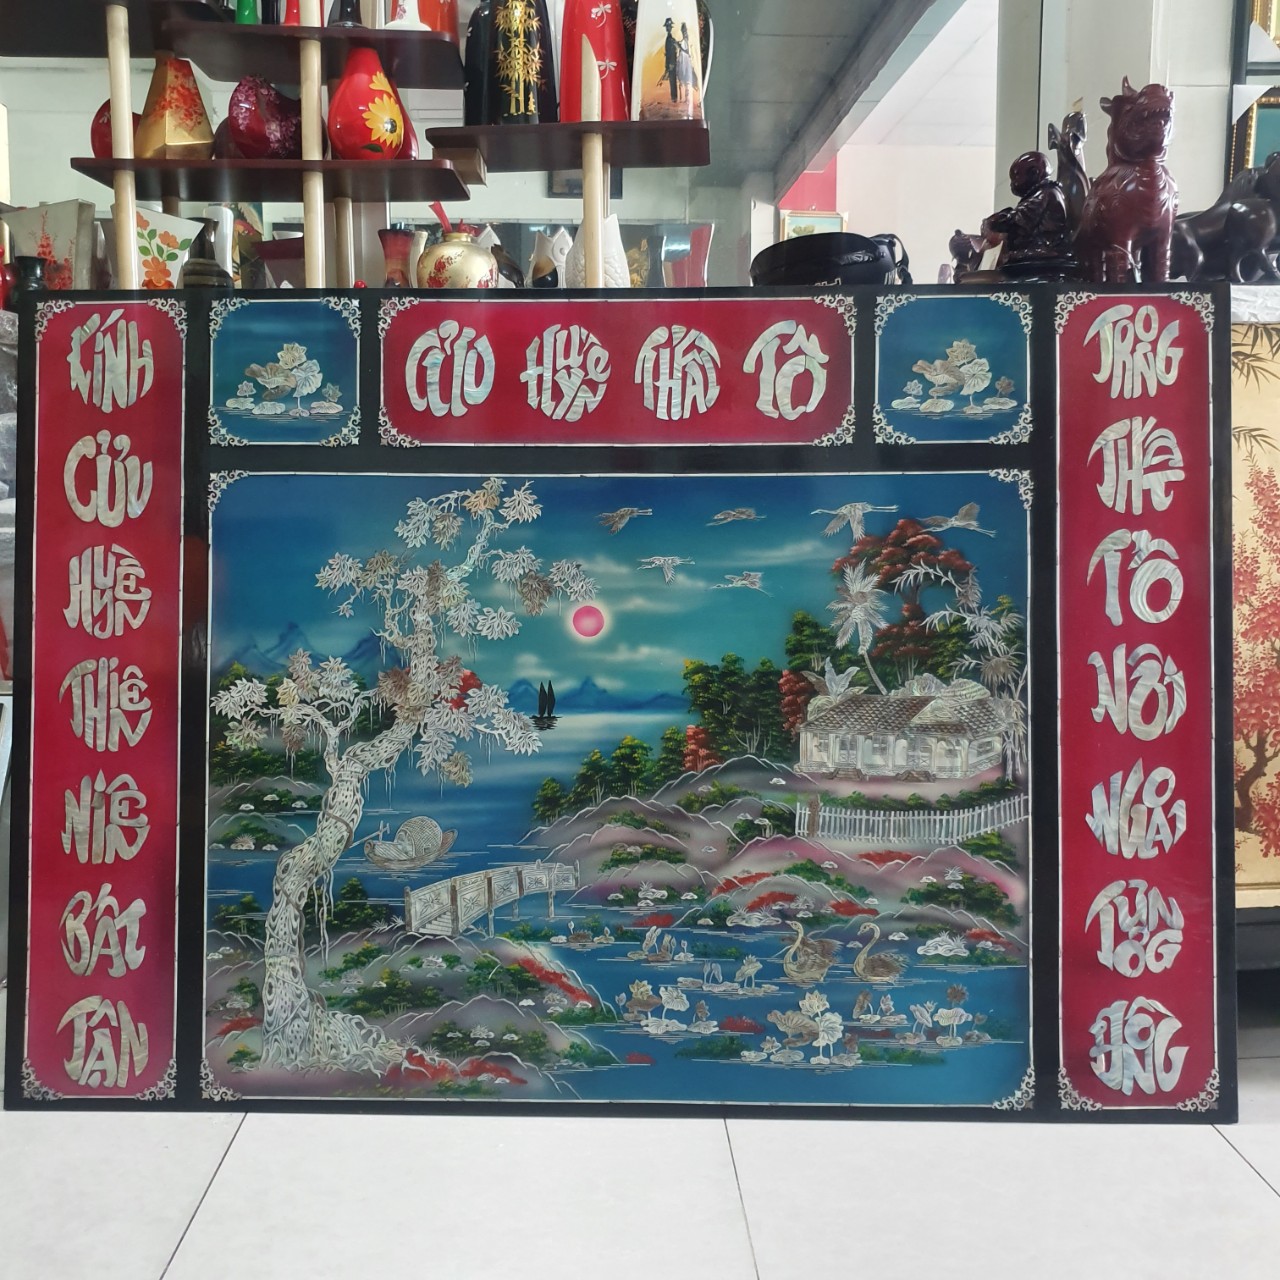 CỬU HUYỀN THẤT TỔ
KÍNH CỬU HUYỀN THIÊN NIÊN BẤT TẬN
TRỌNG THẤT TỔ NỘI NGOẠI TƯƠNG ĐỒNG